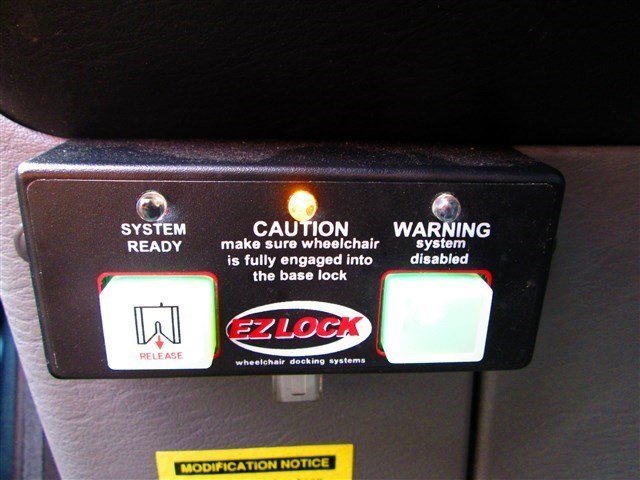 SYSTEM
READY
CAUTION
make sure wheelchair
is fully engaged into
the base lock
WARNING
system
disabled
RELEASE
EZ LOCK
wheelchair docking systems
MODIFICATION NOTICE